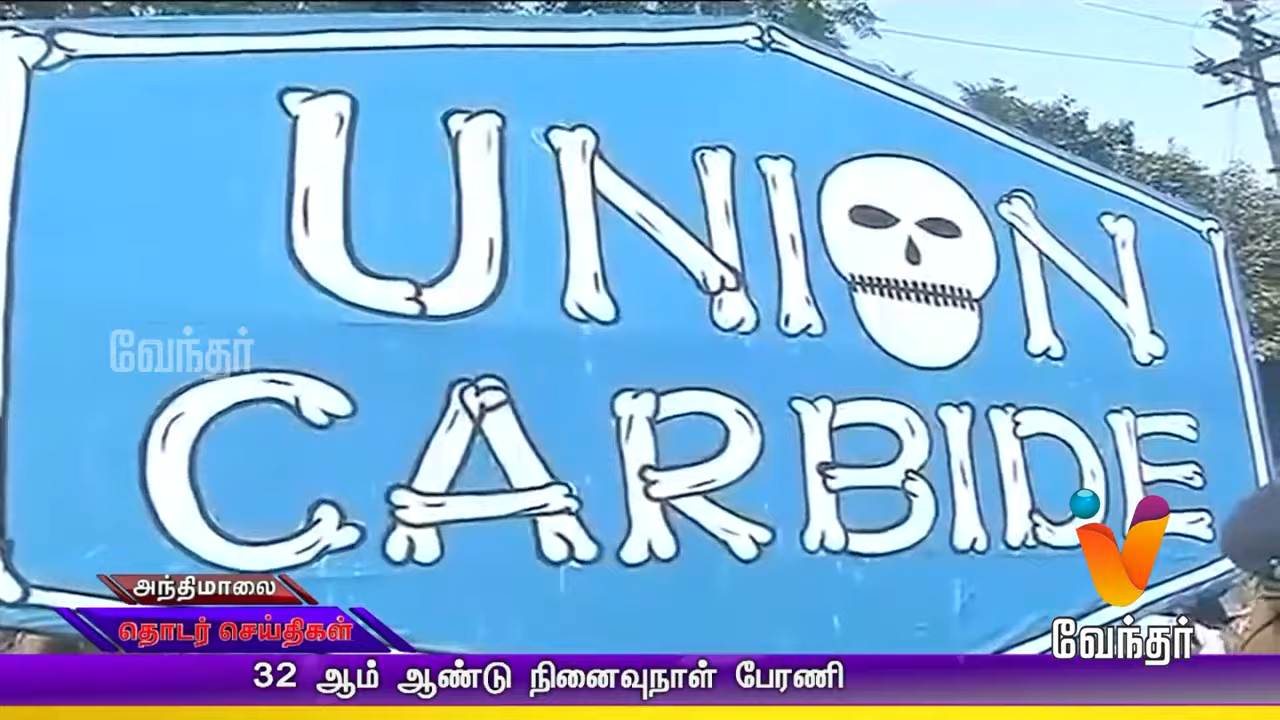 UNION
CARBIDE
வேந்தர்
அந்திமாலை
தொடர் செய்திகள்
வேந்தர்
32 ஆம் ஆண்டு நினைவுநாள் பேரணி